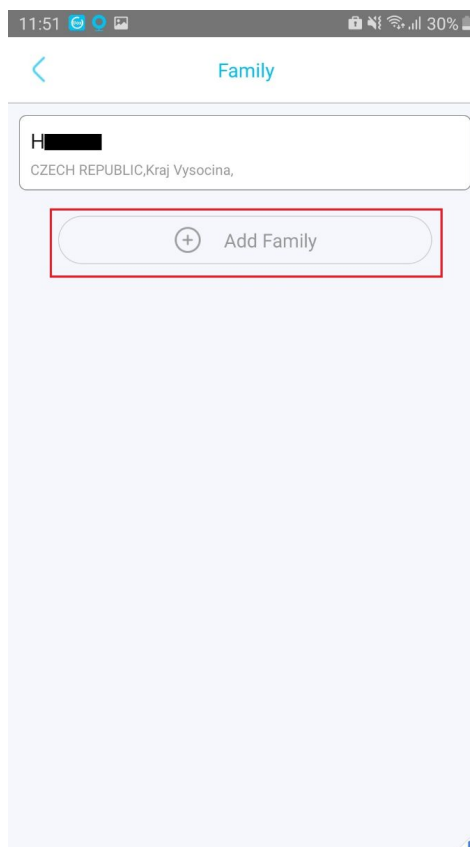 11:51 30%
Family
H
CZECH REPUBLIC,Kraj Vysocina,
Add Family